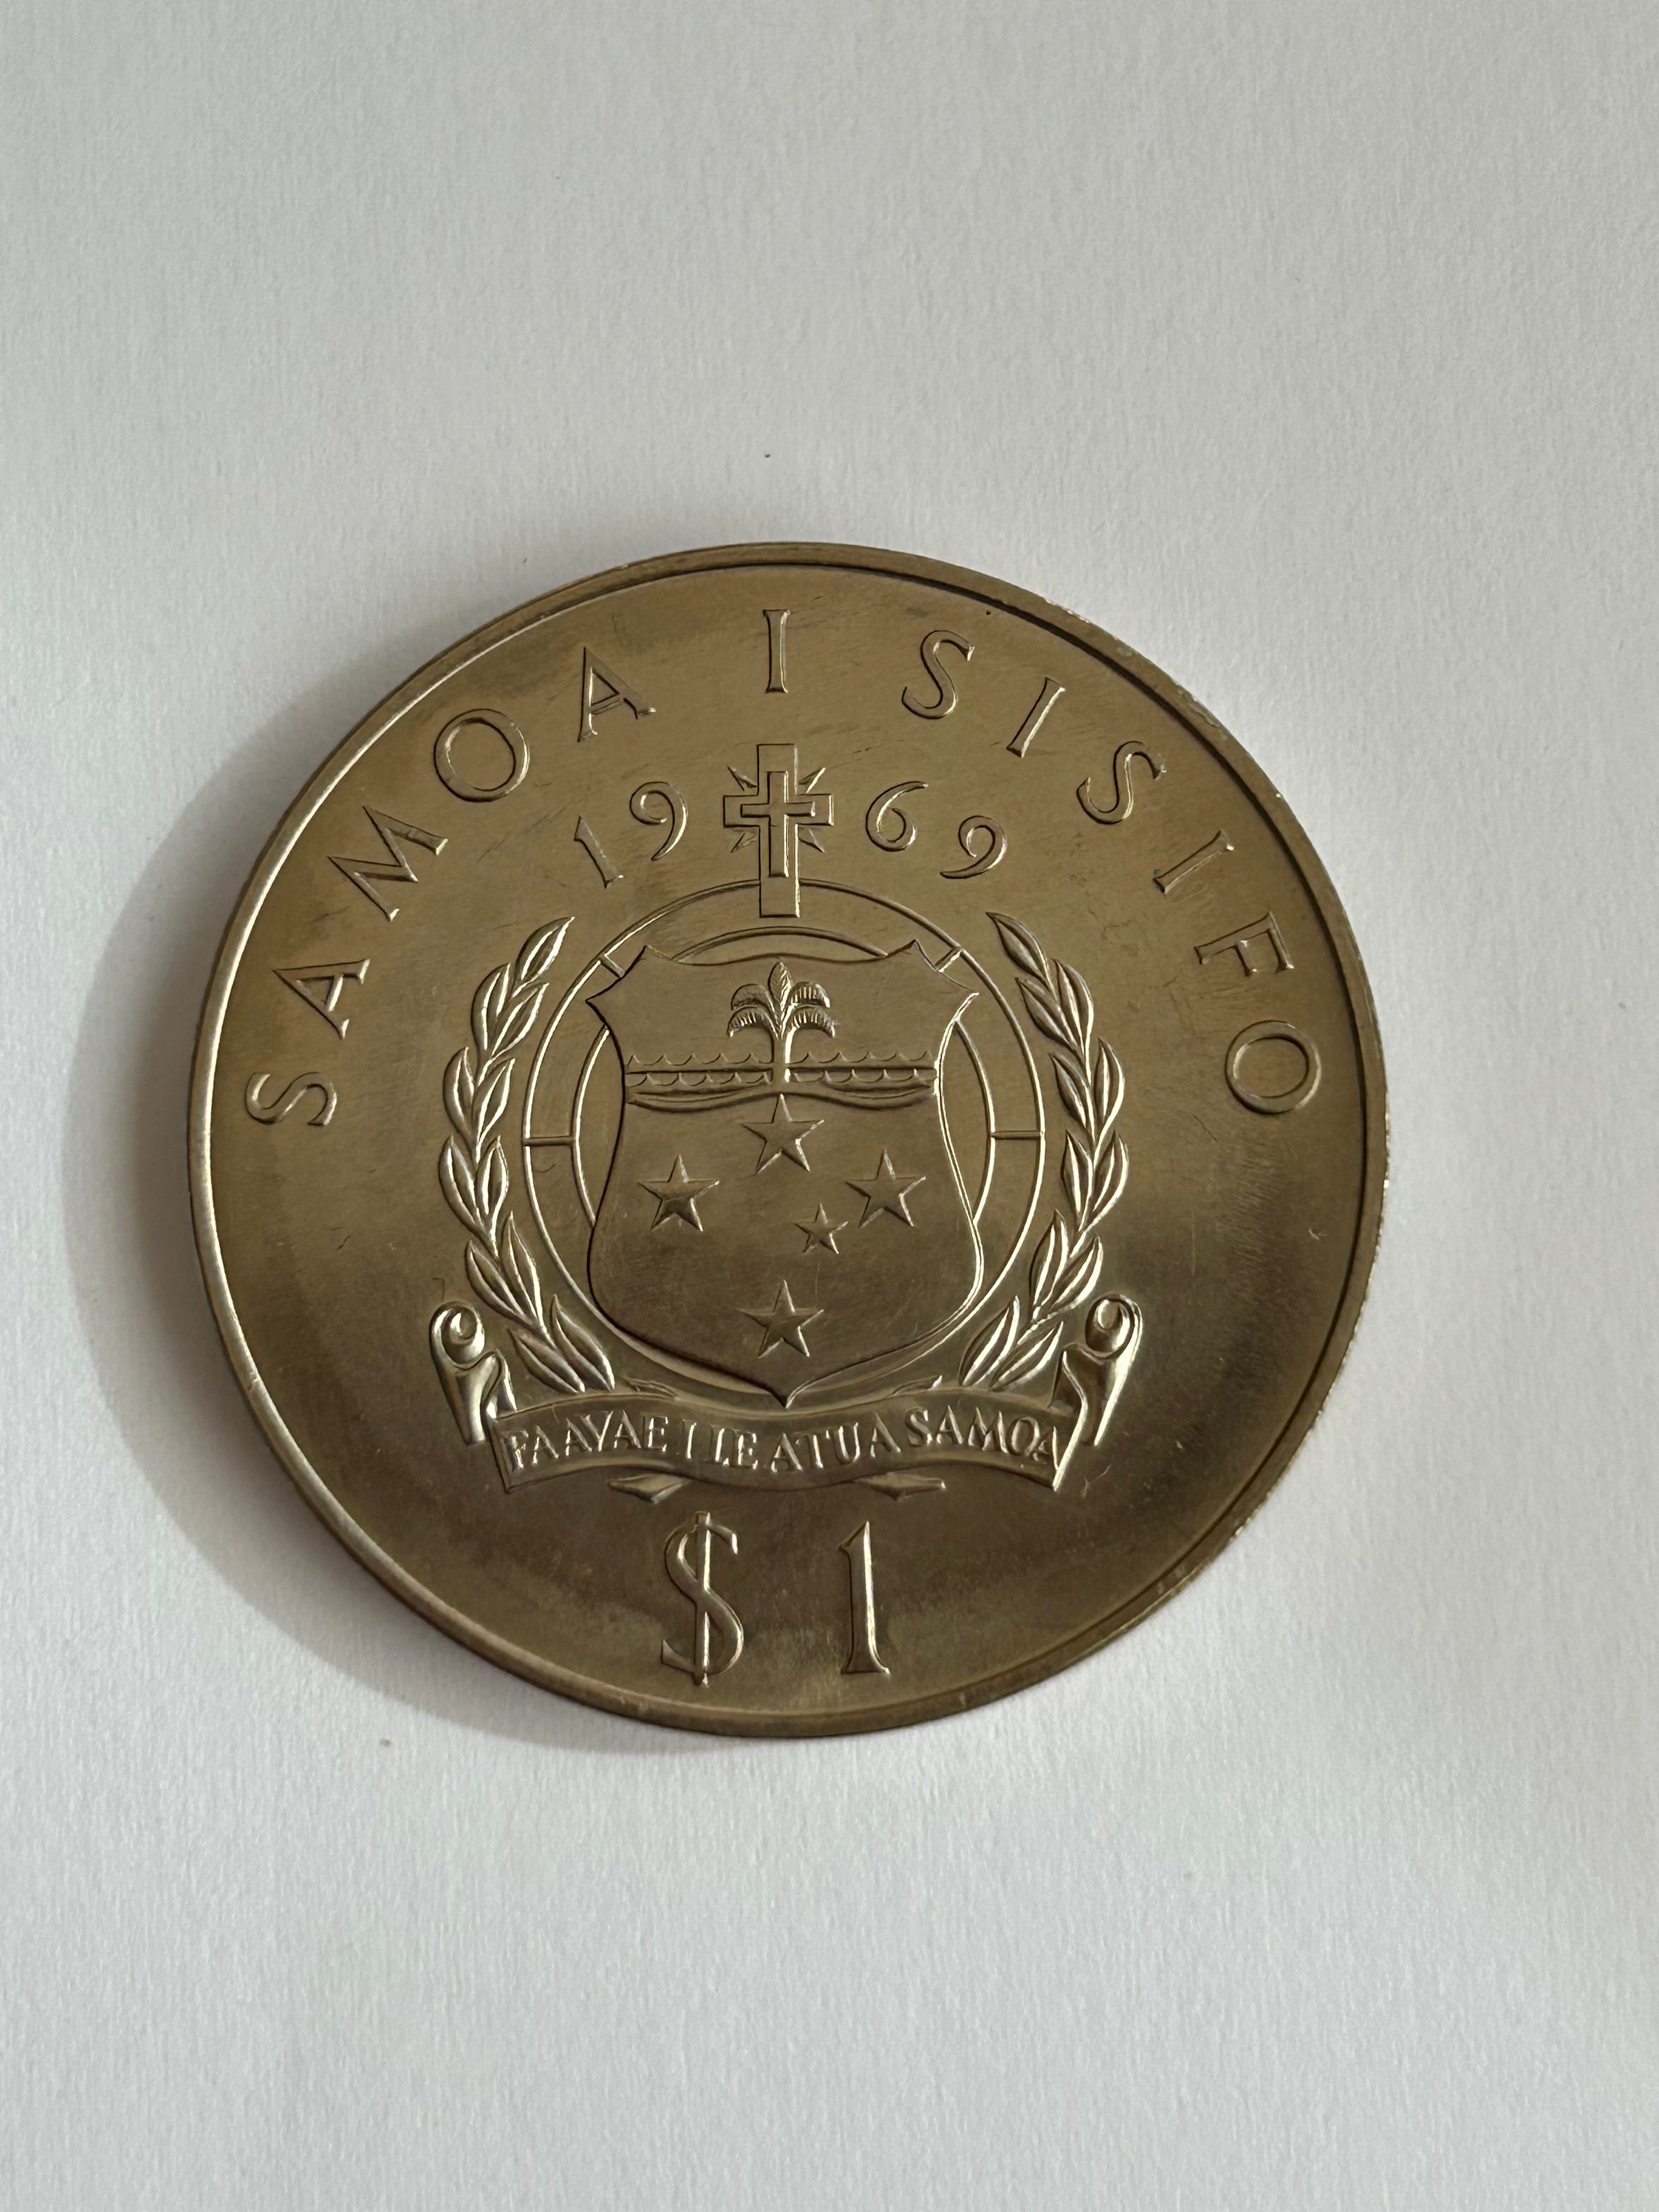 SAMOA I SISIFO
1969
FAAVAE I LE ATUA SAMOA
$1